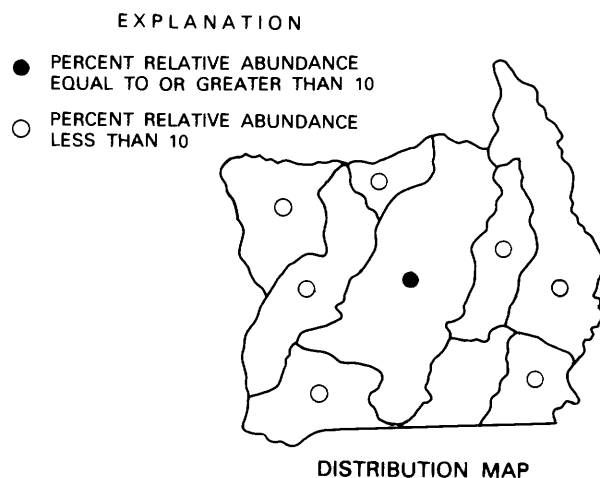 EXPLANATION
PERCENT RELATIVE ABUNDANCE
EQUAL TO OR GREATER THAN 10
PERCENT RELATIVE ABUNDANCE
LESS THAN 10
DISTRIBUTION MAP